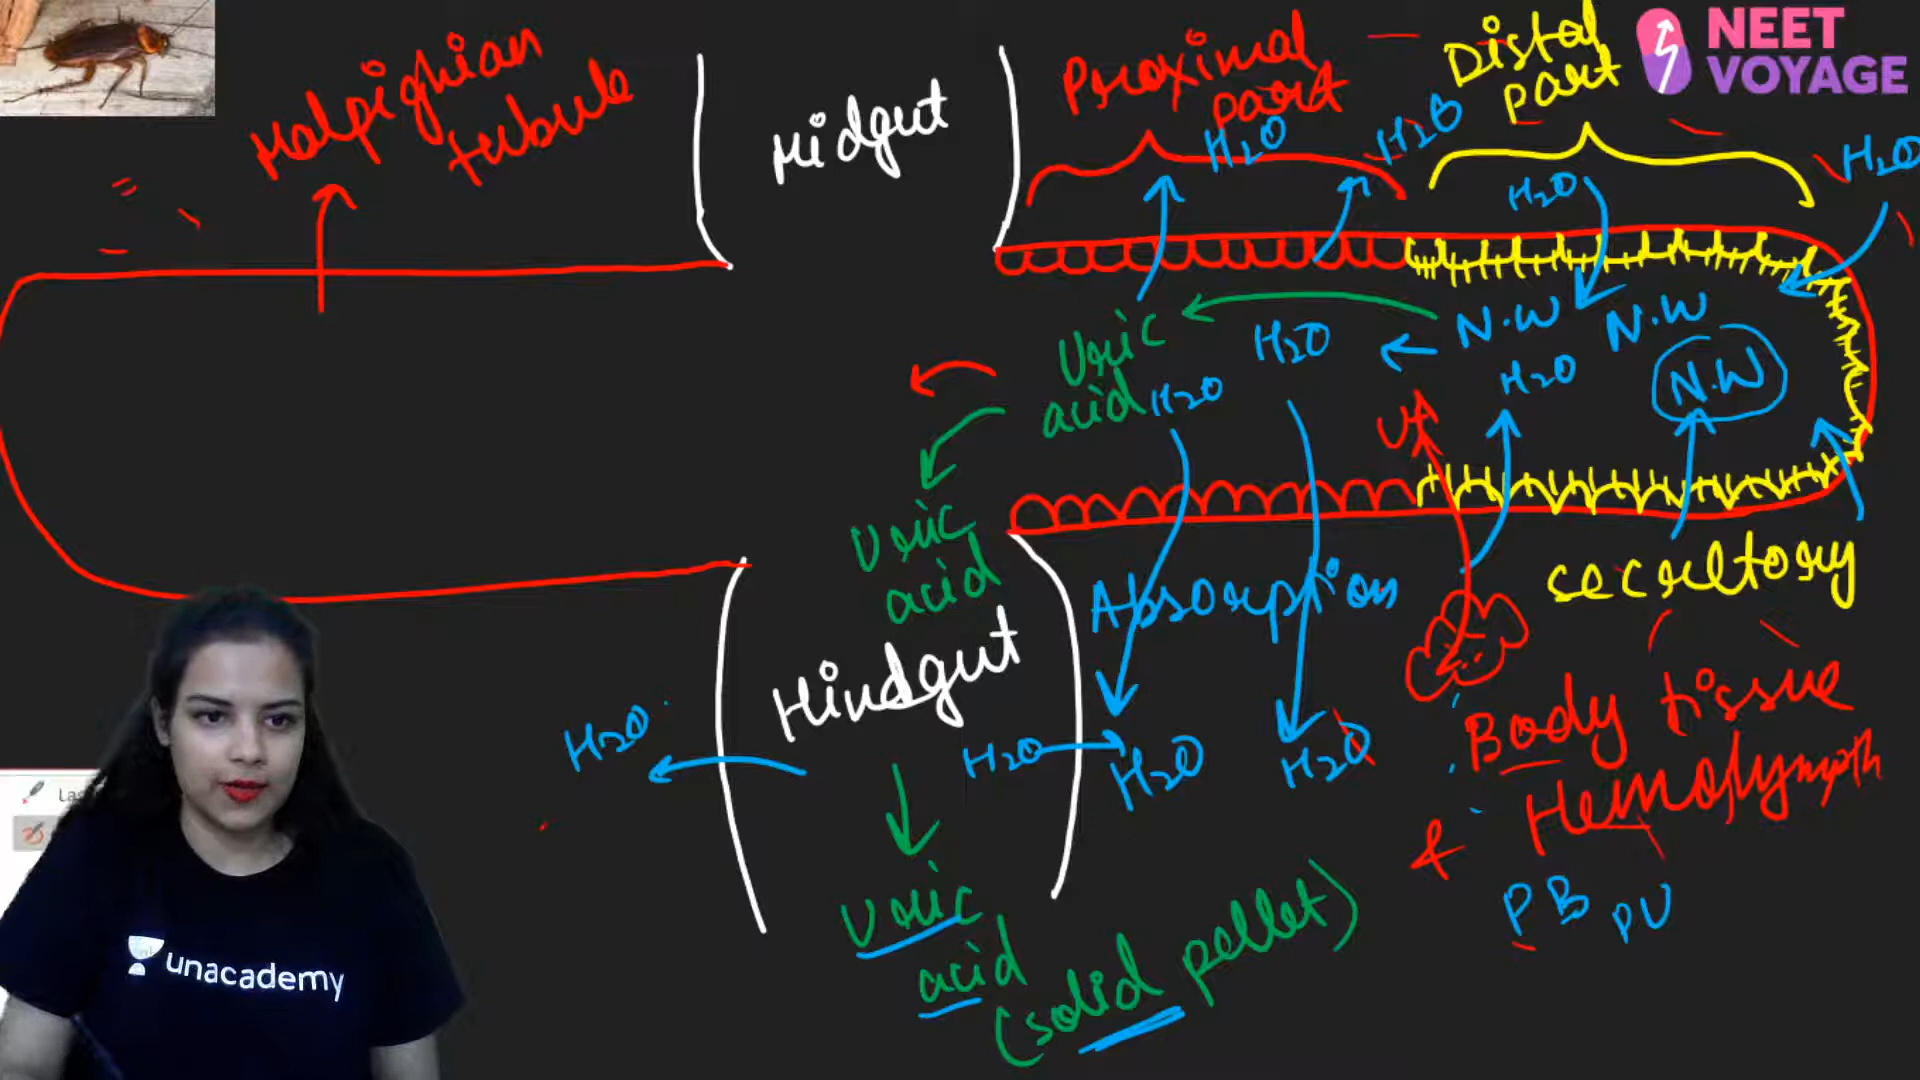 Malpighian
tubule
Midgut
Proximal
part
Distal
part
NEET
VOYAGE
H2O
H2O
H2O
H2O
Uric
acid
H2O
H2O
N.W
N.W
H2O
N.W
UA
Uric
acid
Absorption
secretory
Hindgut
H2O
H2O
H2O
H2O
Body tissue
& Hemolymph
PB PU
Uric
acid
(solid pellet)
unacademy